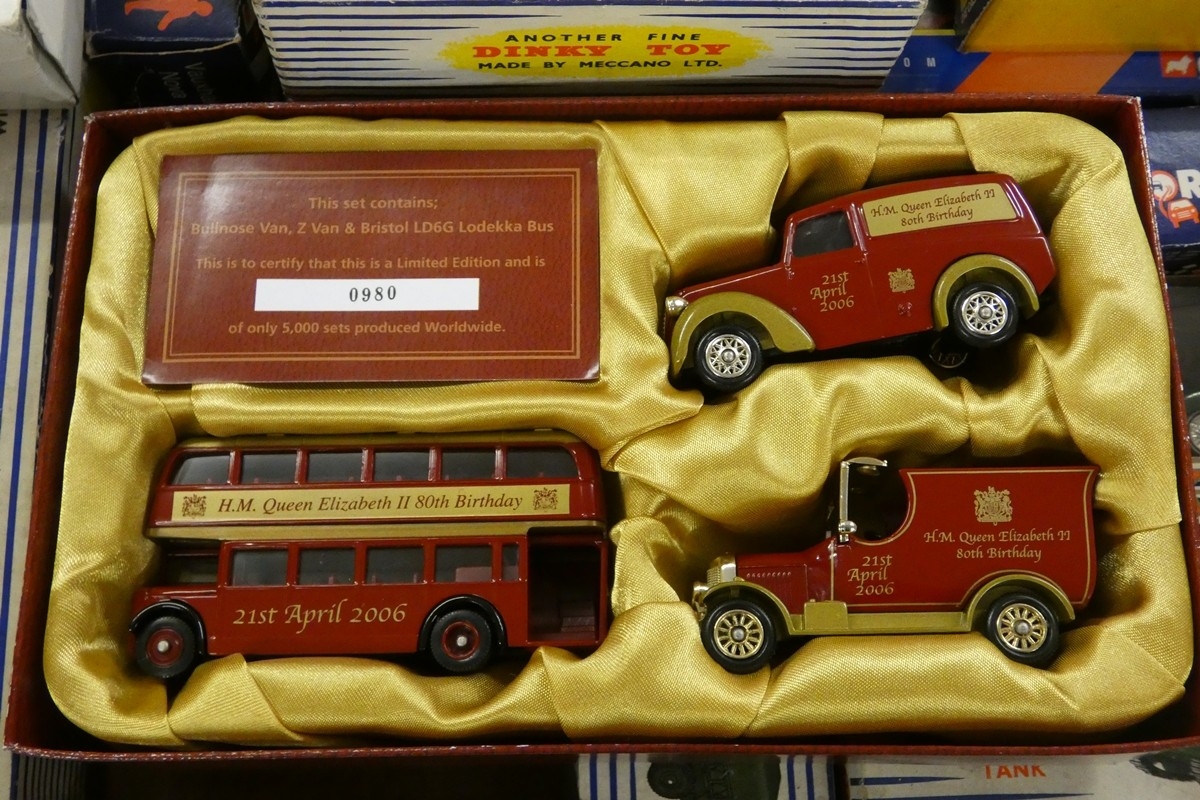 ANOTHER FINE
DINKY TOY
MADE BY MECCANO LTD.
This set contains;
Bullnose Van, Z Van & Bristol LD6G Lodekka Bus
This is to certify that this is a Limited Edition and is
0980
of only 5,000 sets produced Worldwide.
H.M. Queen Elizabeth II
80th Birthday
21st
April
2006
H.M. Queen Elizabeth II 80th Birthday
21st April 2006
H.M. Queen Elizabeth II
80th Birthday
21st
April
2006
TANK